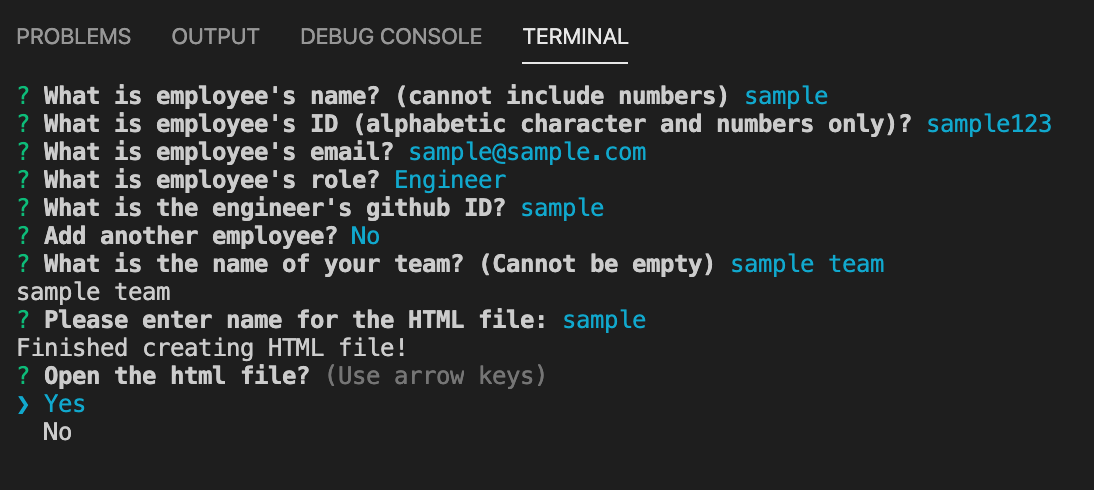 PROBLEMS OUTPUT DEBUG CONSOLE TERMINAL
? What is employee's name? (cannot include numbers) sample
? What is employee's ID (alphabetic character and numbers only)? sample123
? What is employee's email? sample@sample.com
? What is employee's role? Engineer
? What is the engineer's github ID? sample
? Add another employee? No
? What is the name of your team? (Cannot be empty) sample team
sample team
? Please enter name for the HTML file: sample
Finished creating HTML file!
? Open the html file? (Use arrow keys)
❯ Yes
No